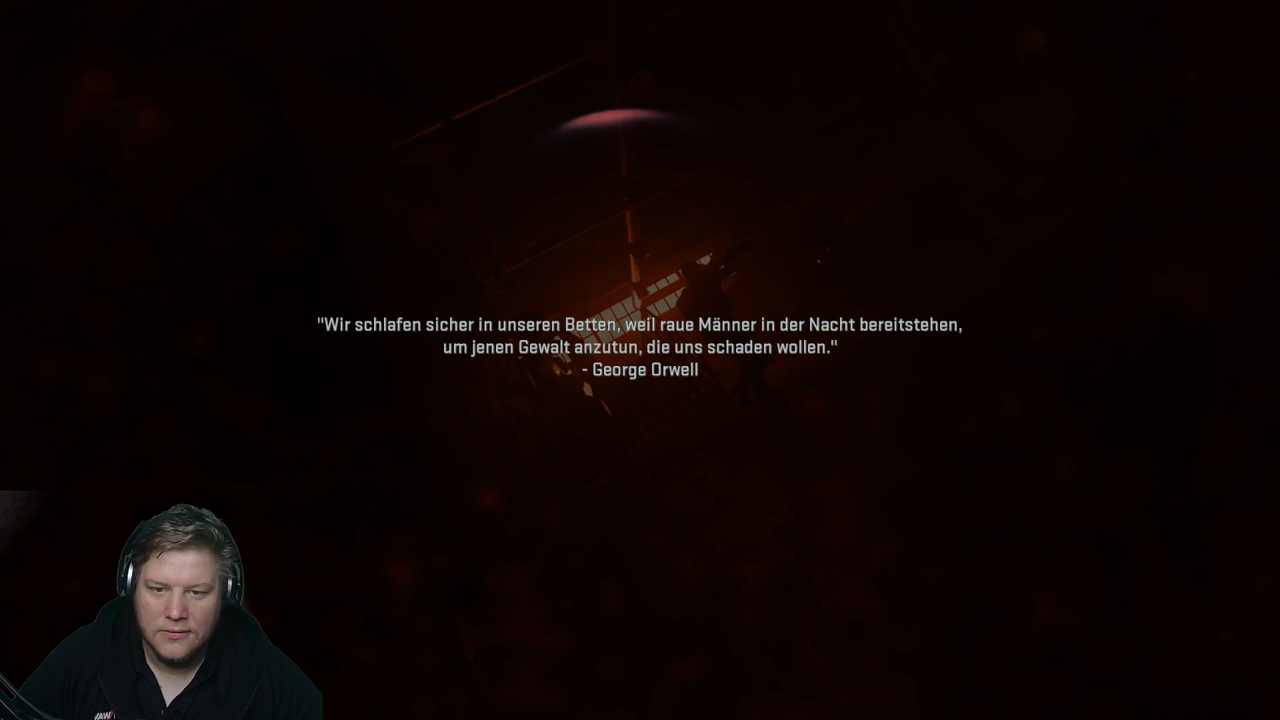 "Wir schlafen sicher in unseren Betten, weil raue Männer in der Nacht bereitstehen,
um jenen Gewalt anzutun, die uns schaden wollen."
- George Orwell